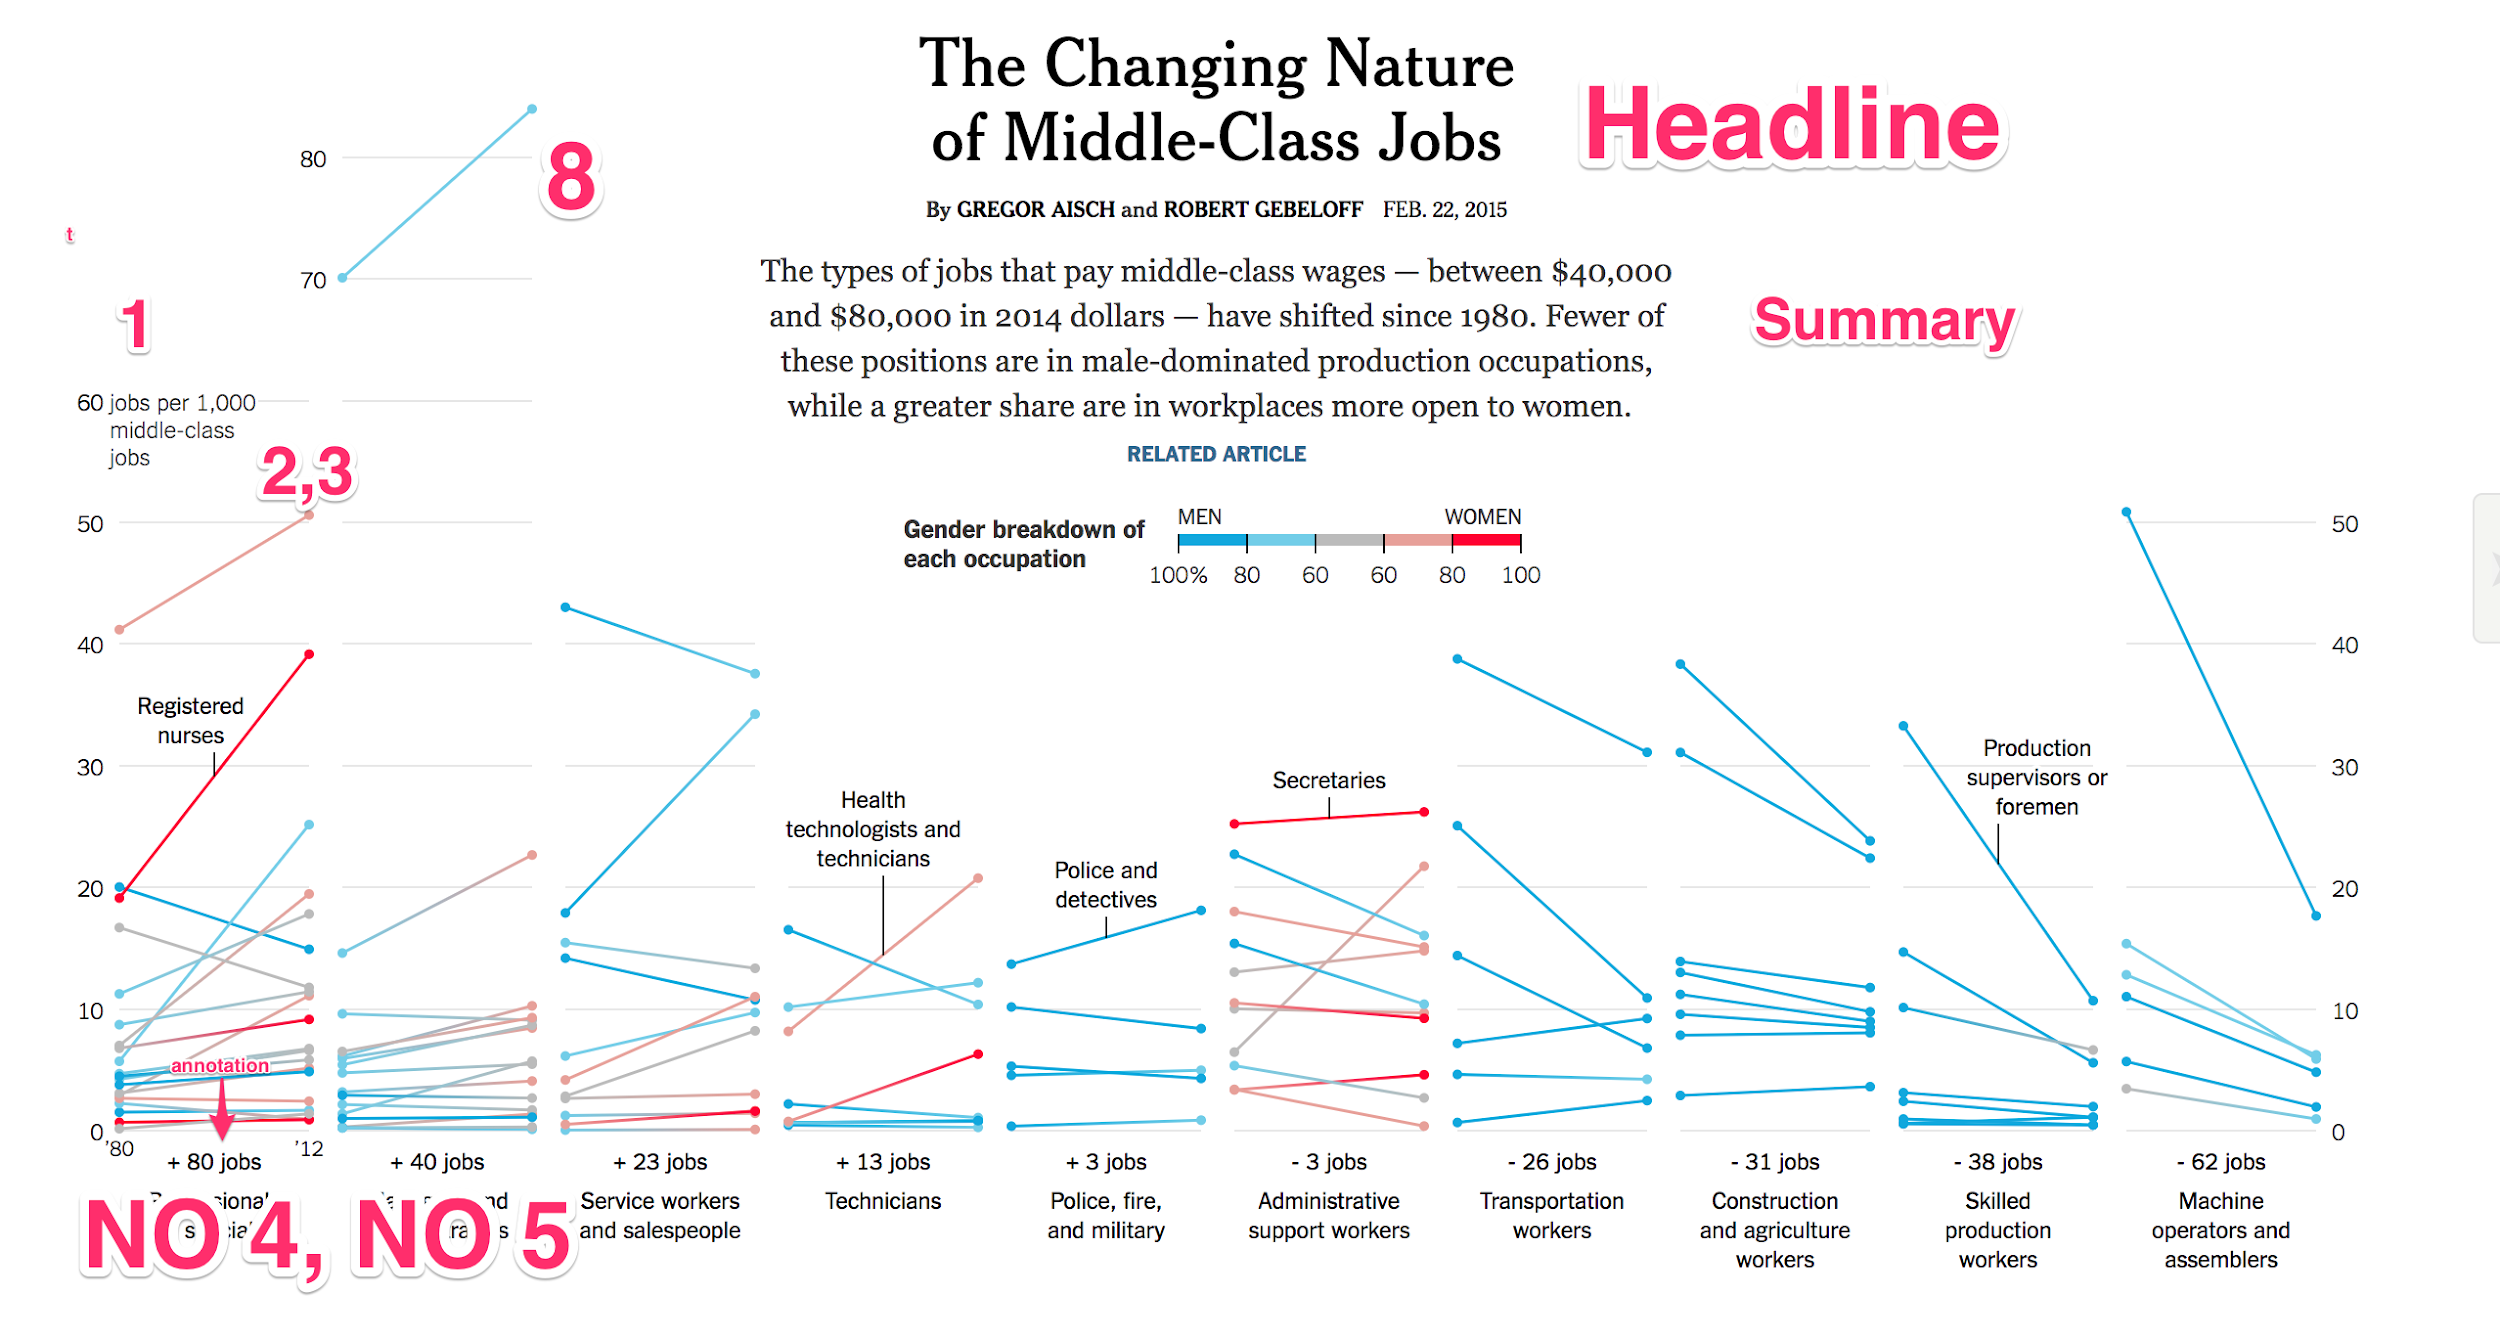 The Changing Nature
of Middle-Class Jobs
Headline
By GREGOR AISCH and ROBERT GEBELOFF FEB. 22, 2015
The types of jobs that pay middle-class wages — between $40,000
and $80,000 in 2014 dollars — have shifted since 1980. Fewer of
these positions are in male-dominated production occupations,
while a greater share are in workplaces more open to women.
Summary
RELATED ARTICLE
Gender breakdown of
each occupation
MEN WOMEN
100% 80 60 60 80 100
80
8
70
t
1
60 jobs per 1,000
middle-class
jobs
2,3
50
40
30
20
10
0
50
40
30
20
10
0
Registered
nurses
Health
technologists and
technicians
Police and
detectives
Secretaries
Production
supervisors or
foremen
annotation
'80 '12
+ 80 jobs
+ 40 jobs
+ 23 jobs
+ 13 jobs
+ 3 jobs
- 3 jobs
- 26 jobs
- 31 jobs
- 38 jobs
- 62 jobs
NO 4, NO 5
Service workers
and salespeople
Technicians
Police, fire,
and military
Administrative
support workers
Transportation
workers
Construction
and agriculture
workers
Skilled
production
workers
Machine
operators and
assemblers